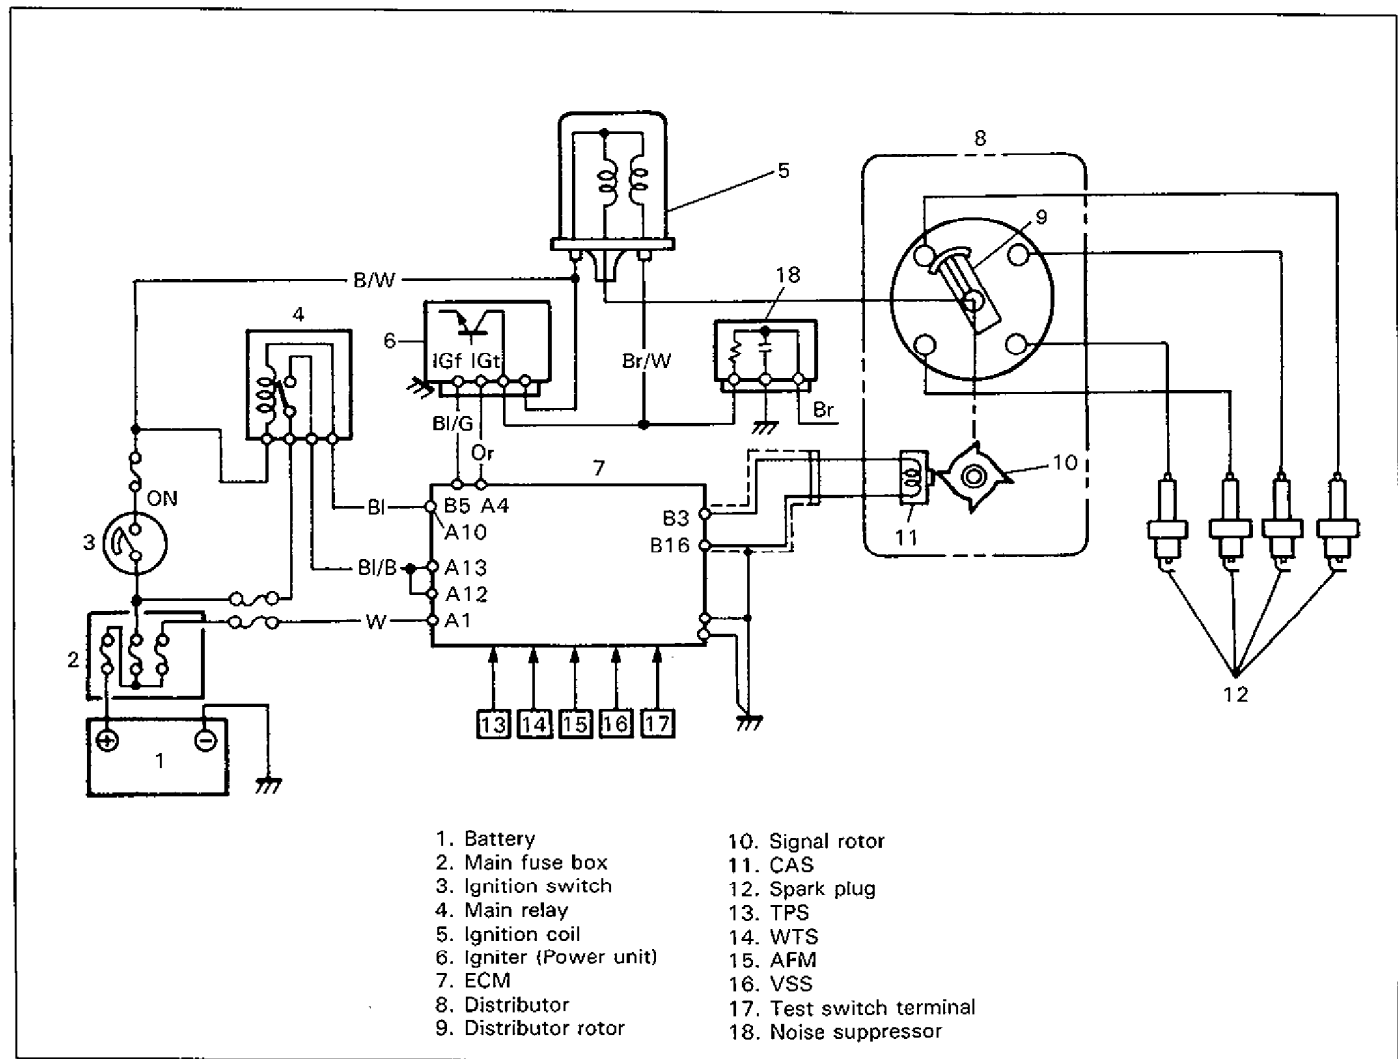 8
5
9
B/W
18
4
6
IGf IGt
Br/W
Bl/G
Br
Or
7
10
ON
Bl
B5 A4
B3
A10
11
3
B16
Bl/B
A13
A12
W
A1
2
12
13 14 15 16 17
1
1. Battery
2. Main fuse box
3. Ignition switch
4. Main relay
5. Ignition coil
6. Igniter (Power unit)
7. ECM
8. Distributor
9. Distributor rotor
10. Signal rotor
11. CAS
12. Spark plug
13. TPS
14. WTS
15. AFM
16. VSS
17. Test switch terminal
18. Noise suppressor